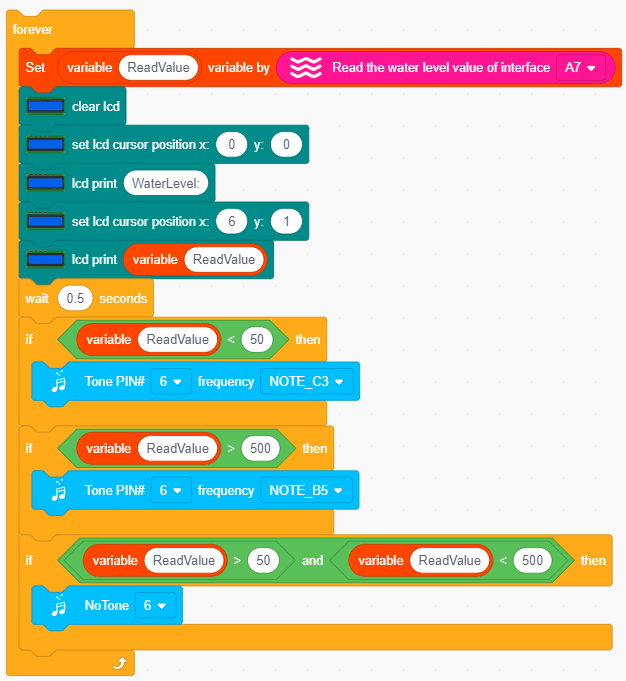 forever
Set variable ReadValue variable by Read the water level value of interface A7
clear lcd
set lcd cursor position x: 0 y: 0
lcd print WaterLevel:
set lcd cursor position x: 6 y: 1
lcd print variable ReadValue
wait 0.5 seconds
if variable ReadValue < 50 then
Tone PIN# 6 frequency NOTE_C3
if variable ReadValue > 500 then
Tone PIN# 6 frequency NOTE_B5
if variable ReadValue > 50 and variable ReadValue < 500 then
NoTone 6